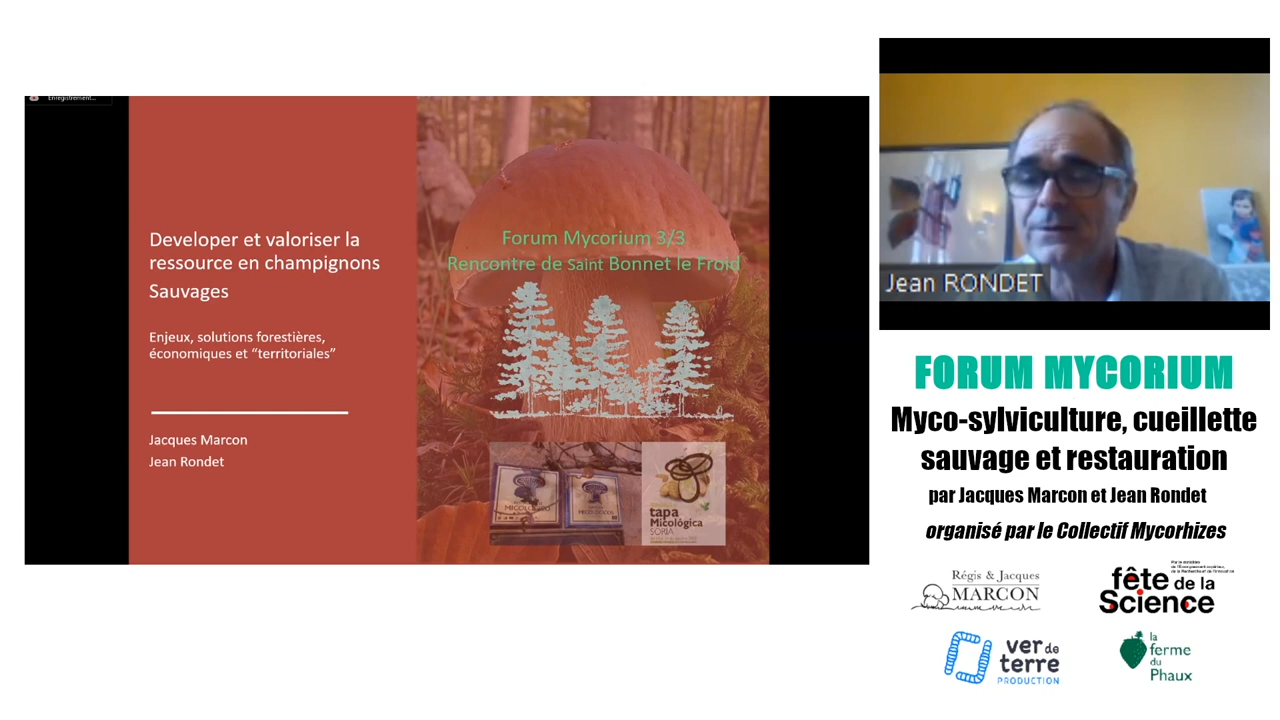 Enregistrement...
Developer et valoriser la
ressource en champignons
Sauvages
Enjeux, solutions forestières,
économiques et “territoriales”
Jacques Marcon
Jean Rondet
Forum Mycorium 3/3
Rencontre de Saint Bonnet le Froid
tapa
Micológica
SORIA
Jean RONDET
FORUM MYCORIUM
Myco-sylviculture, cueillette
sauvage et restauration
par Jacques Marcon et Jean Rondet
organisé par le Collectif Mycorhizes
Régis & Jacques
MARCON
fête de la
Science
ver de
terre
PRODUCTION
la
ferme
du
Phaux